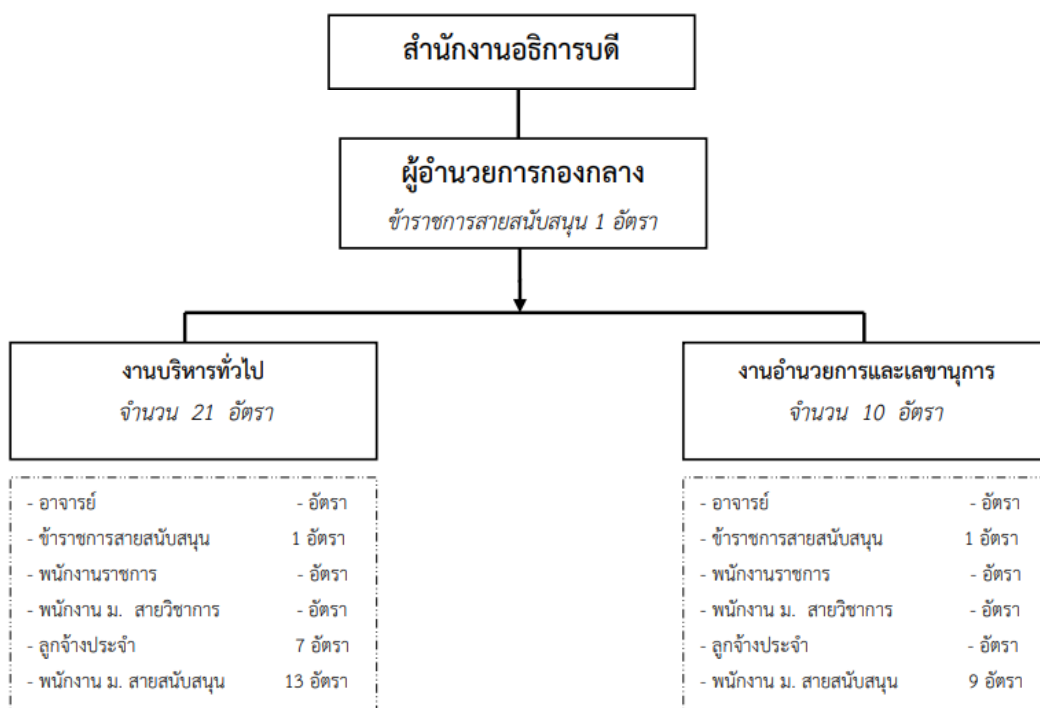 สำนักงานอธิการบดี
ผู้อำนวยการกองกลาง
ข้าราชการสายสนับสนุน 1 อัตรา
งานบริหารทั่วไป
จำนวน 21 อัตรา
- อาจารย์ - อัตรา
- ข้าราชการสายสนับสนุน 1 อัตรา
- พนักงานราชการ - อัตรา
- พนักงาน ม. สายวิชาการ - อัตรา
- ลูกจ้างประจำ 7 อัตรา
- พนักงาน ม. สายสนับสนุน 13 อัตรา
งานอำนวยการและเลขานุการ
จำนวน 10 อัตรา
- อาจารย์ - อัตรา
- ข้าราชการสายสนับสนุน 1 อัตรา
- พนักงานราชการ - อัตรา
- พนักงาน ม. สายวิชาการ - อัตรา
- ลูกจ้างประจำ - อัตรา
- พนักงาน ม. สายสนับสนุน 9 อัตรา